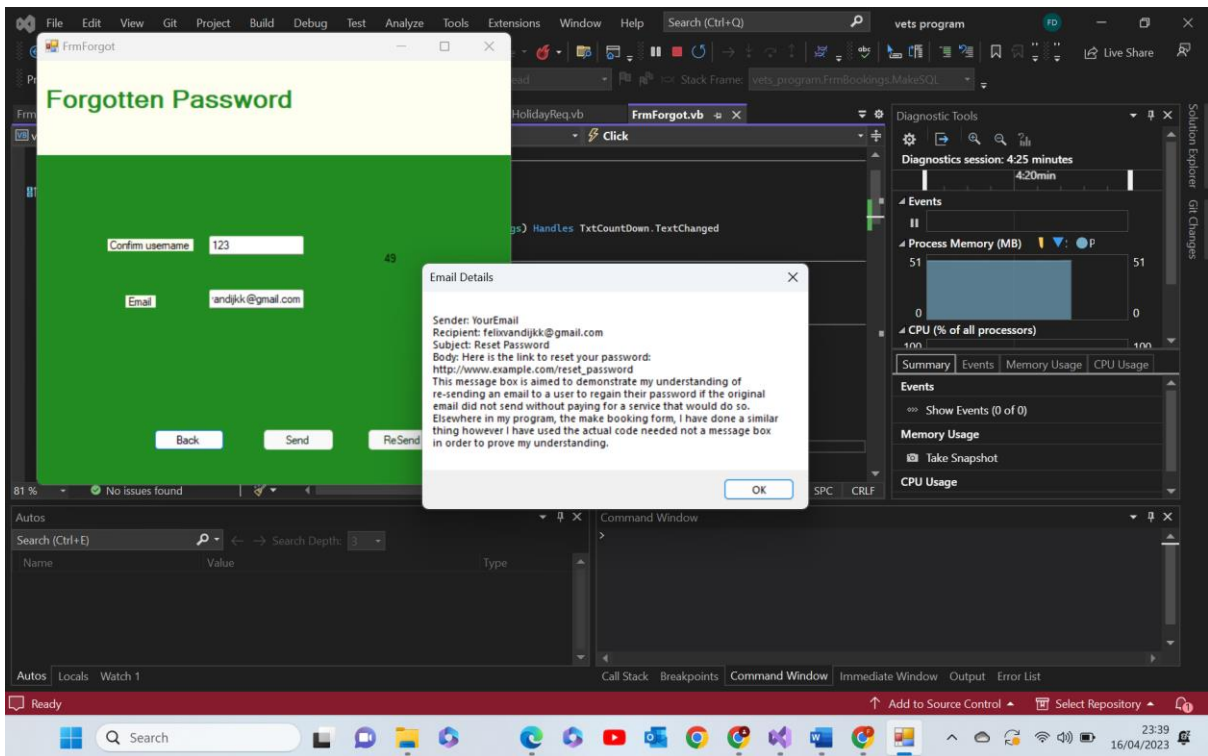 File Edit View Git Project Build Debug Test Analyze Tools Extensions Window Help Search (Ctrl+Q) vets program FD
FrmForgot
Live Share
Stack Frame: vets_program.FrmBookings.MakeSQL
Forgotten Password
HolidayReq.vb FrmForgot.vb
Click
gs) Handles TxtCountDown.TextChanged
Confirm username 123
49
Email vandijkk@gmail.com
Back Send ReSend
Email Details
Sender: YourEmail
Recipient: felixvandijkk@gmail.com
Subject: Reset Password
Body: Here is the link to reset your password:
http://www.example.com/reset_password
This message box is aimed to demonstrate my understanding of
re-sending an email to a user to regain their password if the original
email did not send without paying for a service that would do so.
Elsewhere in my program, the make booking form, I have done a similar
thing however I have used the actual code needed not a message box
in order to prove my understanding.
OK
Diagnostic Tools
Diagnostics session: 4:25 minutes
4:20min
Events
Process Memory (MB) P
51 51
0 0
CPU (% of all processors)
100 100
Summary Events Memory Usage CPU Usage
Events
Show Events (0 of 0)
Memory Usage
Take Snapshot
CPU Usage
Solution Explorer
Git Changes
81 % No issues found SPC CRLF
Autos
Search (Ctrl+E) Search Depth: 3
Name Value Type
Command Window
>
Autos Locals Watch 1
Call Stack Breakpoints Command Window Immediate Window Output Error List
Ready Add to Source Control Select Repository
Search
23:39
16/04/2023